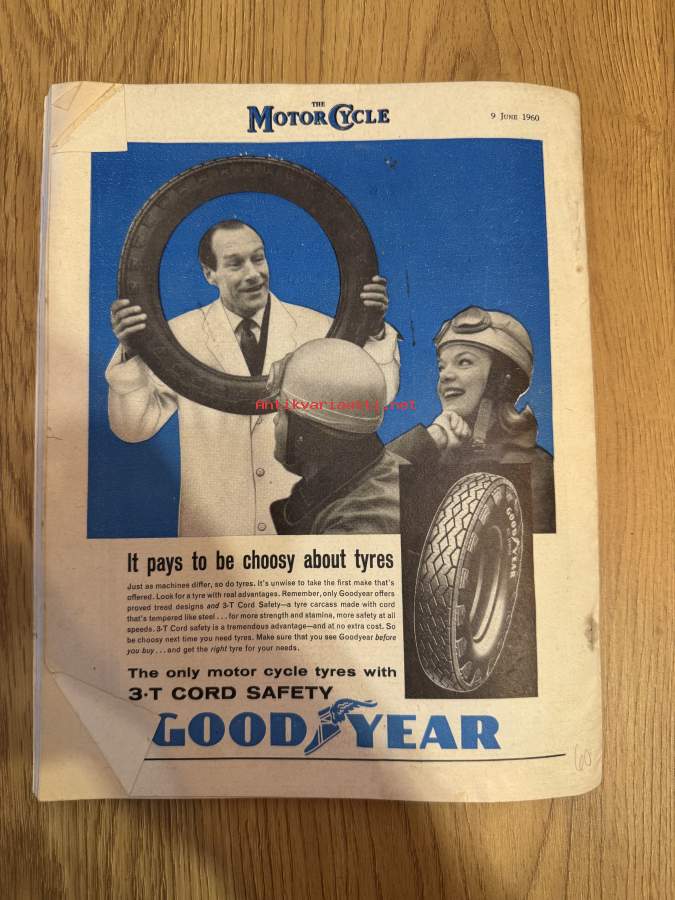 THE
MOTOR CYCLE
9 JUNE 1960
Antikvariaatti.net
It pays to be choosy about tyres
Just as machines differ, so do tyres. It's unwise to take the first make that's
offered. Look for a tyre with real advantages. Remember, only Goodyear offers
proved tread designs and 3-T Cord Safety—a tyre carcass made with cord
that's tempered like steel . . . for more strength and stamina, more safety at all
speeds. 3-T Cord safety is a tremendous advantage—and at no extra cost. So
be choosy next time you need tyres. Make sure that you see Goodyear before
you buy . . . and get the right tyre for your needs.
GOODYEAR
The only motor cycle tyres with
3-T CORD SAFETY
GOODYEAR
60